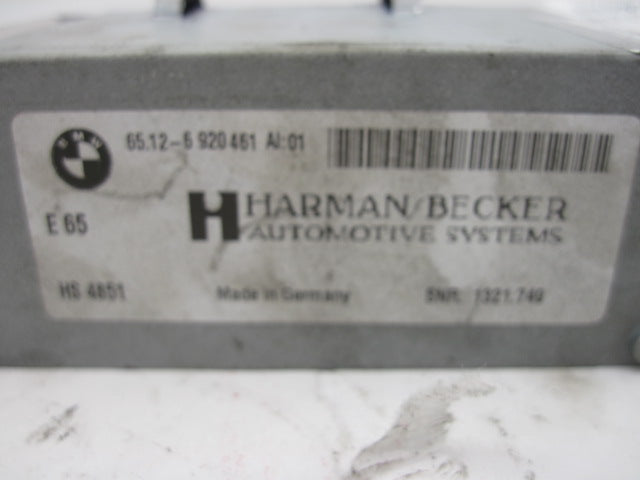 BMW
65.12-6 920 461 AI:01
E 65
HARMAN/BECKER
AUTOMOTIVE SYSTEMS
HS 4851
Made in Germany
SNR: 1321.749